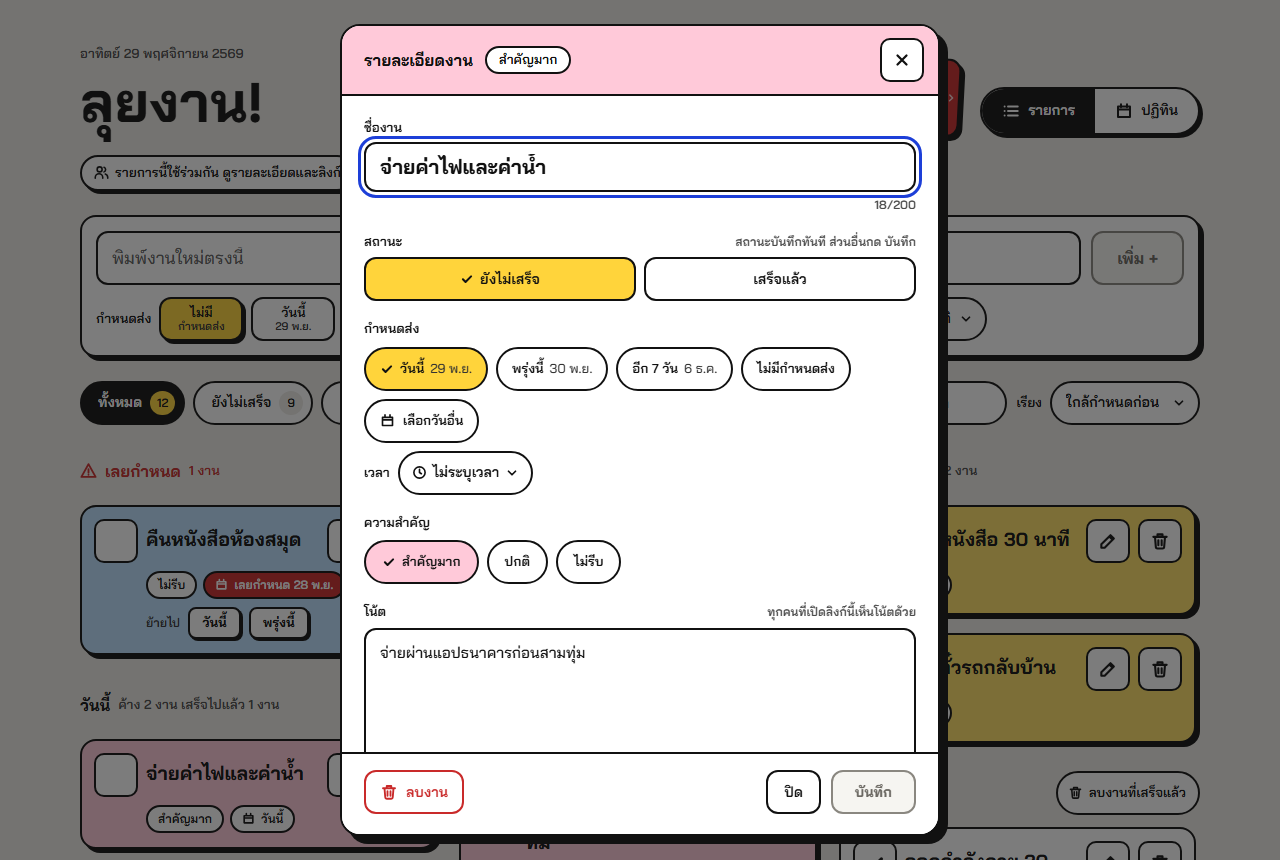 อาทิตย์ 29 พฤศจิกายน 2569
ลุยงาน!
รายการ
ปฏิทิน
รายการนี้ใช้ร่วมกัน ดูรายละเอียดและลิงก์
พิมพ์งานใหม่ตรงนี้
เพิ่ม +
กำหนดส่ง
ไม่มี
กำหนดส่ง
วันนี้
29 พ.ย.
ทั้งหมด 12
ยังไม่เสร็จ 9
เรียง
ใกล้กำหนดก่อน
เลยกำหนด 1 งาน
2 งาน
คืนหนังสือห้องสมุด
ไม่รีบ
เลยกำหนด 28 พ.ย.
ย้ายไป
วันนี้
พรุ่งนี้
วันนี้ ค้าง 2 งาน เสร็จไปแล้ว 1 งาน
จ่ายค่าไฟและค่าน้ำ
สำคัญมาก
วันนี้
30 นาที
กลับบ้าน
ลบงานที่เสร็จแล้ว
รายละเอียดงาน
สำคัญมาก
ชื่องาน
จ่ายค่าไฟและค่าน้ำ
18/200
สถานะ
สถานะบันทึกทันที ส่วนอื่นกด บันทึก
ยังไม่เสร็จ
เสร็จแล้ว
กำหนดส่ง
วันนี้ 29 พ.ย.
พรุ่งนี้ 30 พ.ย.
อีก 7 วัน 6 ธ.ค.
ไม่มีกำหนดส่ง
เลือกวันอื่น
เวลา
ไม่ระบุเวลา
ความสำคัญ
สำคัญมาก
ปกติ
ไม่รีบ
โน้ต
ทุกคนที่เปิดลิงก์นี้เห็นโน้ตด้วย
จ่ายผ่านแอปธนาคารก่อนสามทุ่ม
ลบงาน
ปิด
บันทึก